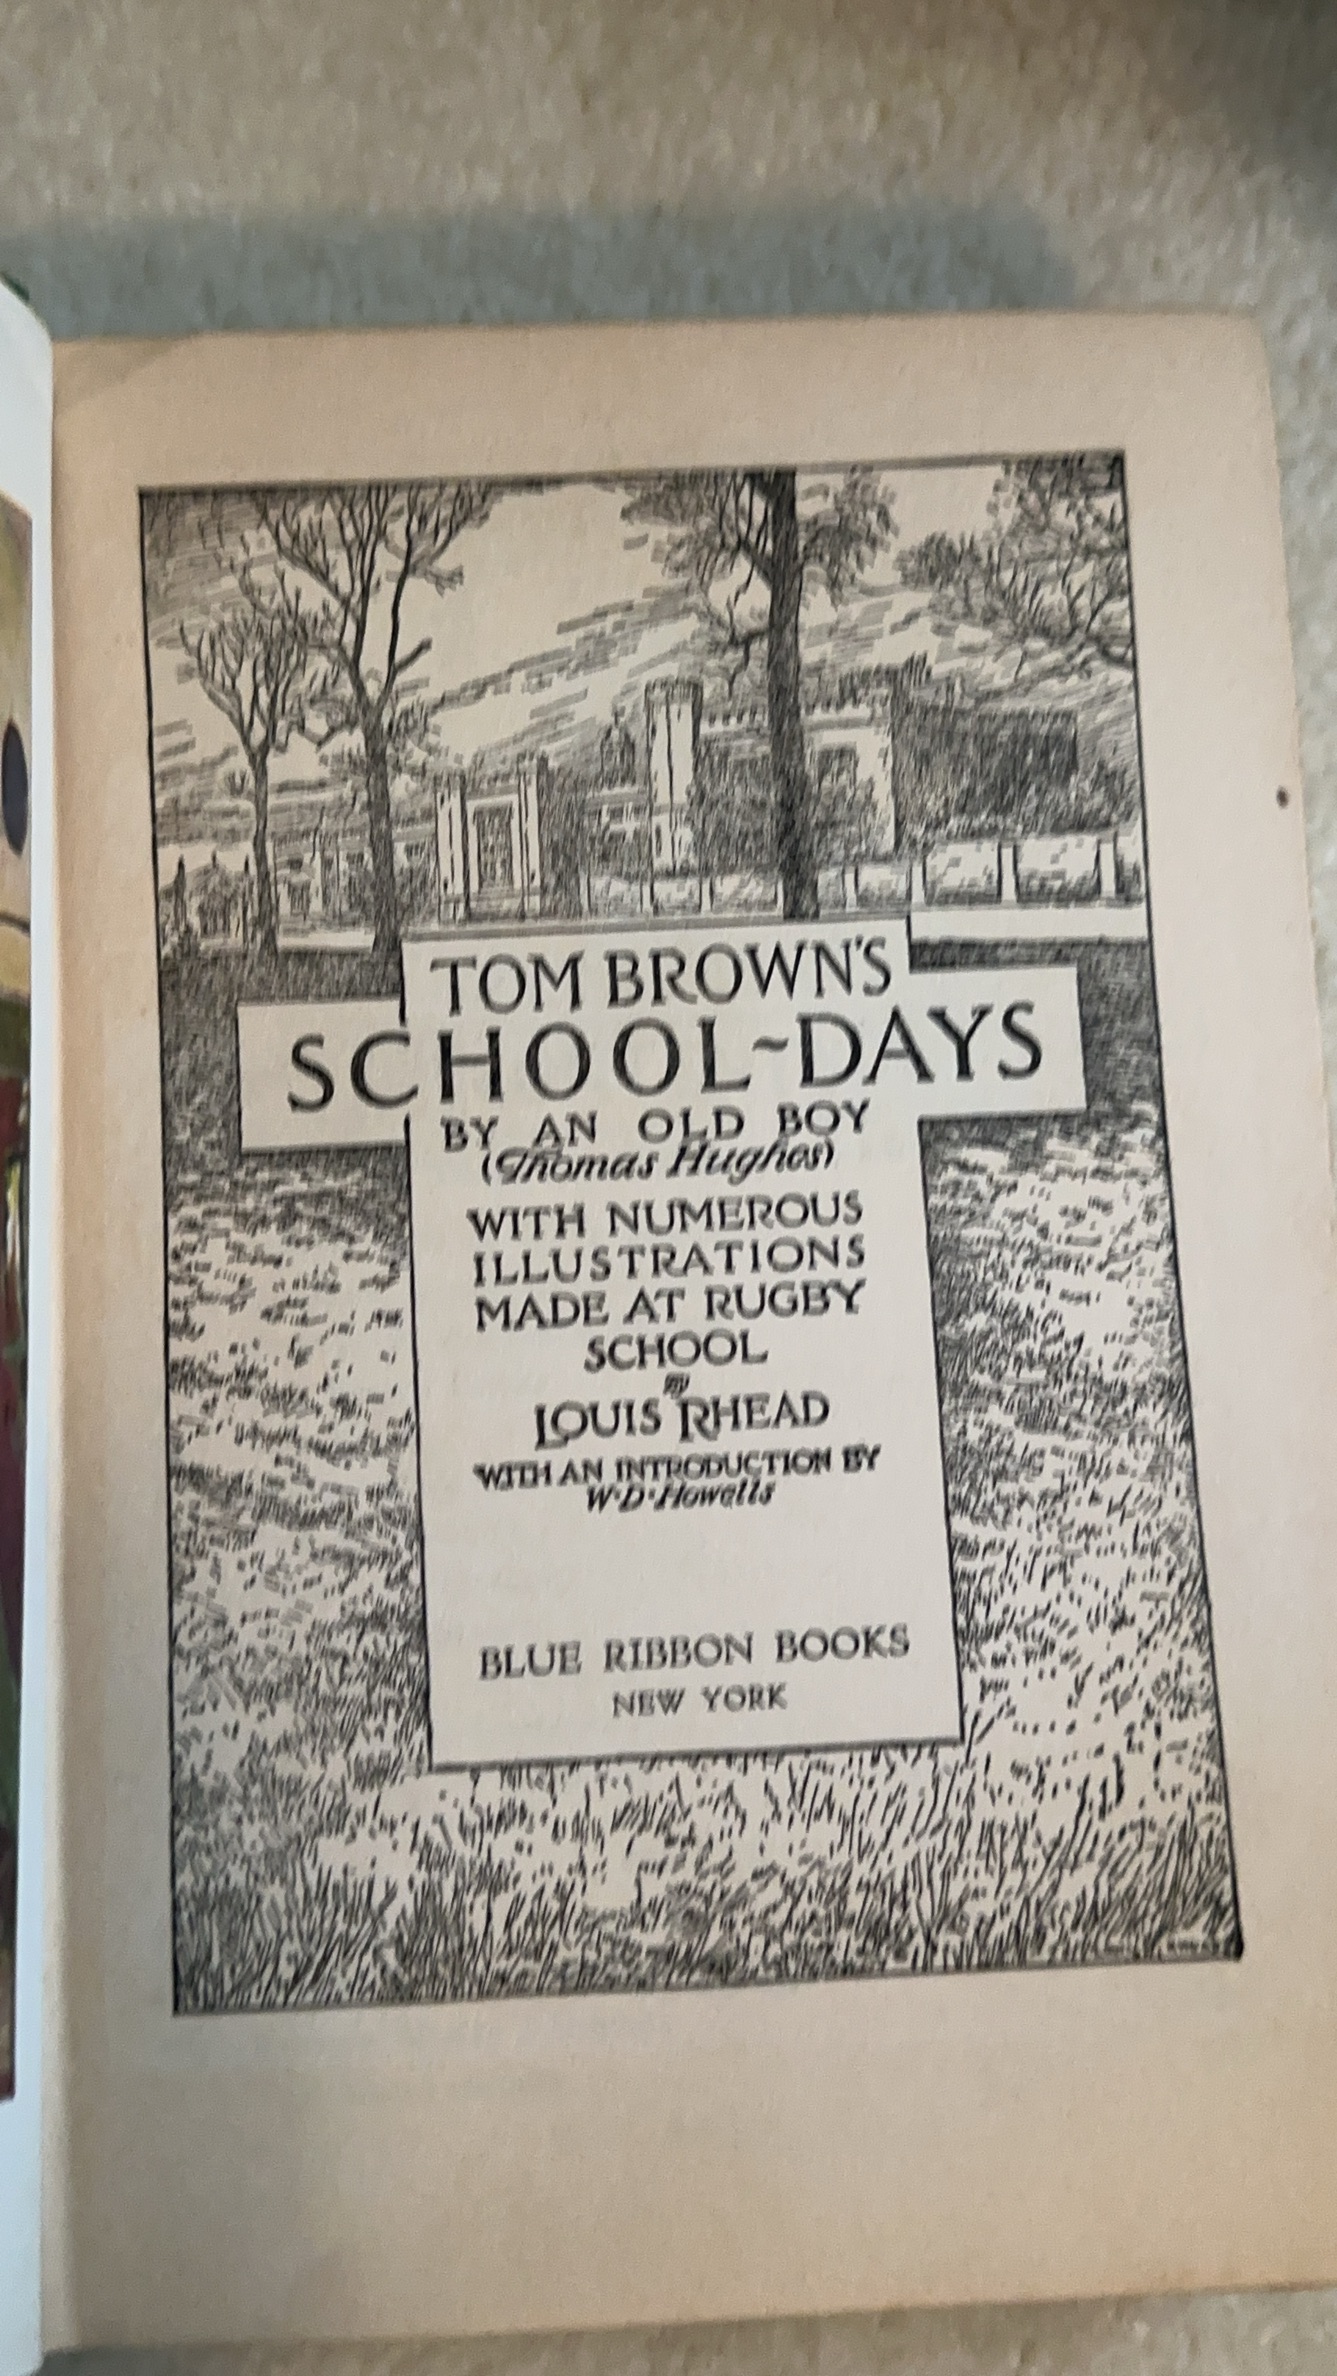 TOM BROWN'S
SCHOOL-DAYS
BY AN OLD BOY
(Thomas Hughes)
WITH NUMEROUS
ILLUSTRATIONS
MADE AT RUGBY
SCHOOL
BY
LOUIS RHEAD
WITH AN INTRODUCTION BY
W·D·Howells
BLUE RIBBON BOOKS
NEW YORK